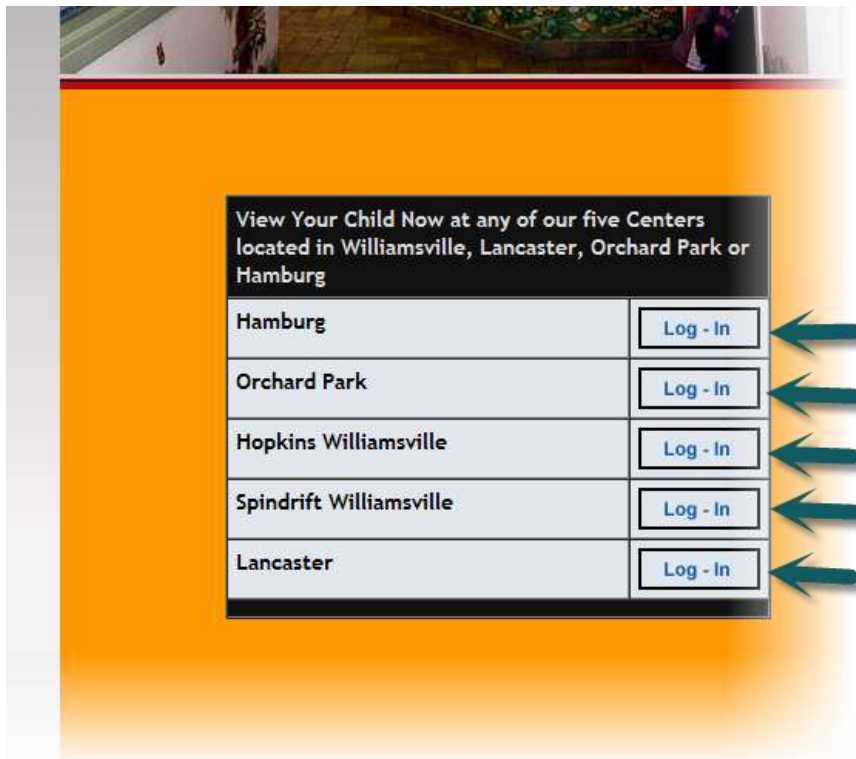 View Your Child Now at any of our five Centers
located in Williamsville, Lancaster, Orchard Park or
Hamburg
Hamburg Log - In
Orchard Park Log - In
Hopkins Williamsville Log - In
Spindrift Williamsville Log - In
Lancaster Log - In